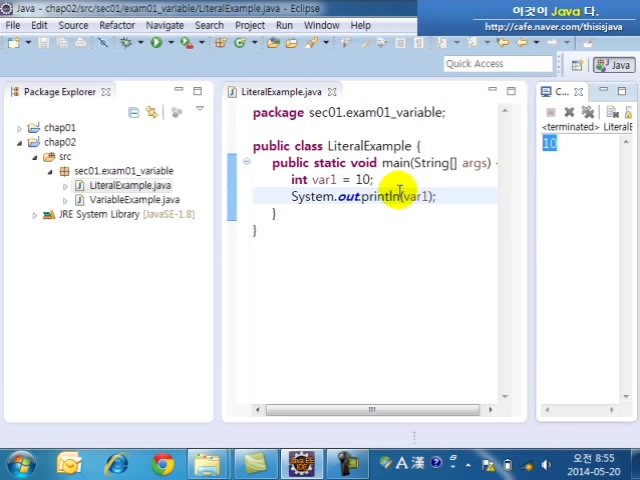 Java - chap02/src/sec01/exam01_variable/LiteralExample.java - Eclipse
이것이 Java 다.
http://cafe.naver.com/thisisjava
File Edit Source Refactor Navigate Search Project Run Window Help
Quick Access
Java
Package Explorer
chap01
chap02
src
sec01.exam01_variable
LiteralExample.java
VariableExample.java
JRE System Library [JavaSE-1.8]
LiteralExample.java
package sec01.exam01_variable;
public class LiteralExample {
public static void main(String[] args)
int var1 = 10;
System.out.println(var1);
}
}
C...
<terminated> LiteralE
10
A 漢
Java EE
IDE
오전 8:55
2014-05-20